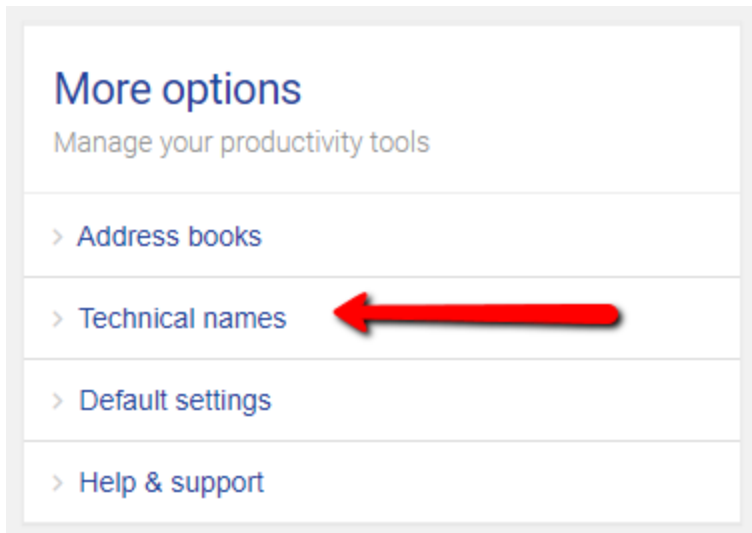 More options
Manage your productivity tools
Address books
Technical names
Default settings
Help & support